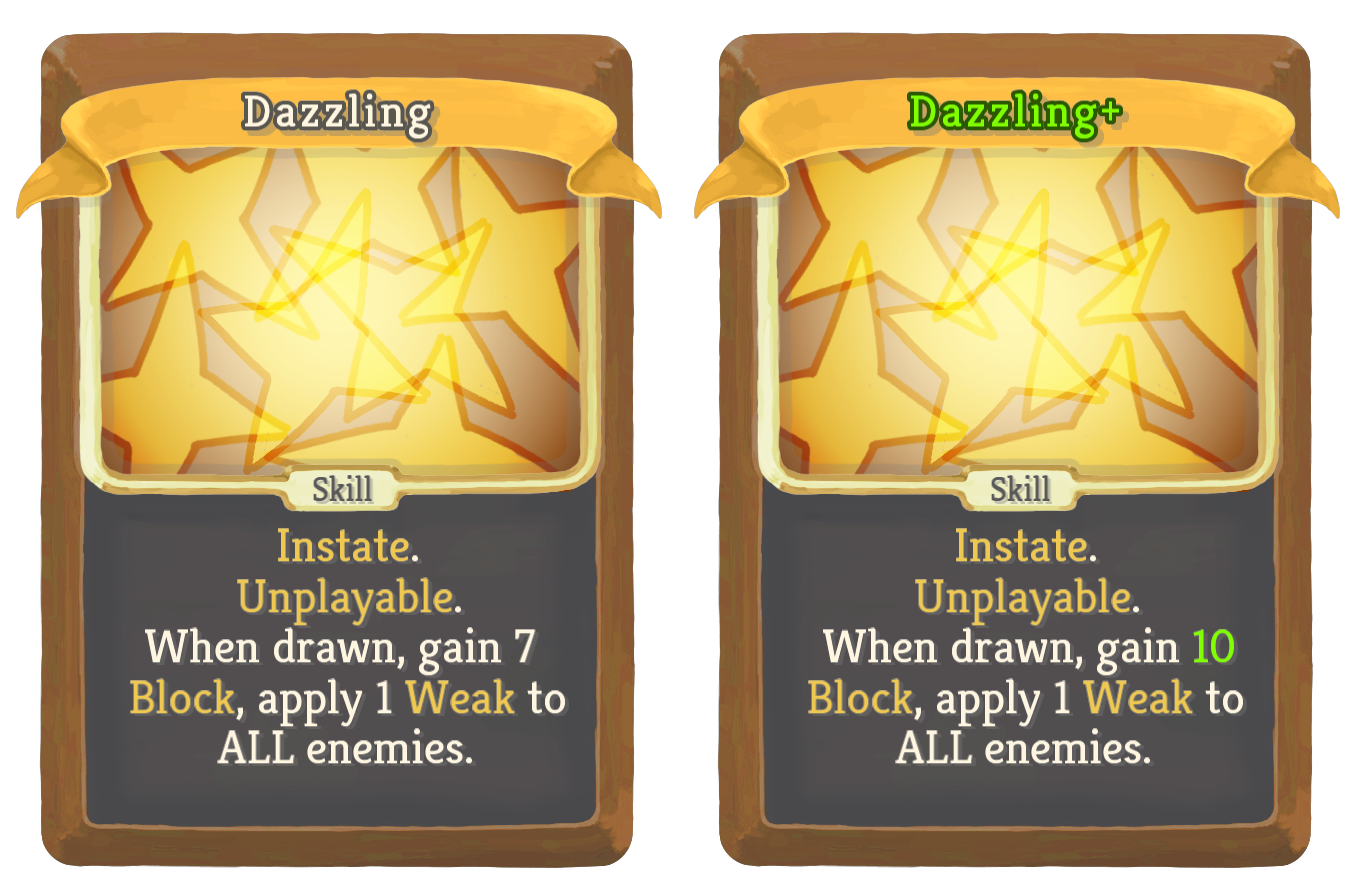 Dazzling
Skill
Instate.
Unplayable.
When drawn, gain 7
Block, apply 1 Weak to
ALL enemies.
Dazzling+
Skill
Instate.
Unplayable.
When drawn, gain 10
Block, apply 1 Weak to
ALL enemies.